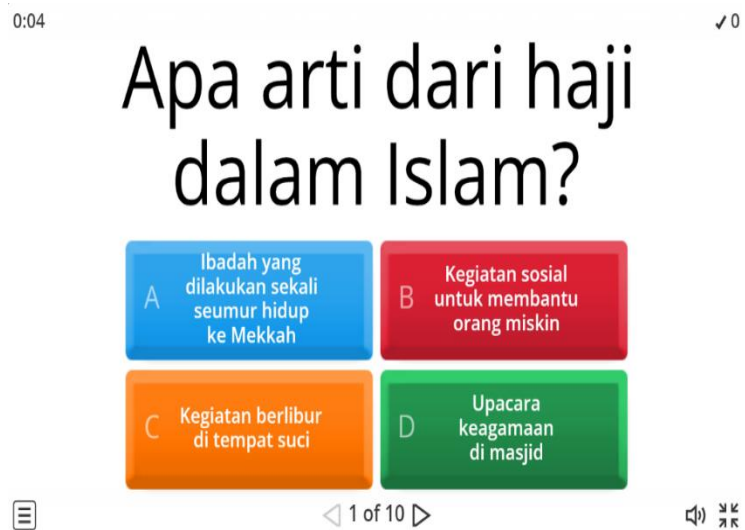 0:04
✓ 0
Apa arti dari haji
dalam Islam?
A
Ibadah yang
dilakukan sekali
seumur hidup
ke Mekkah
B
Kegiatan sosial
untuk membantu
orang miskin
C
Kegiatan berlibur
di tempat suci
D
Upacara
keagamaan
di masjid
1 of 10